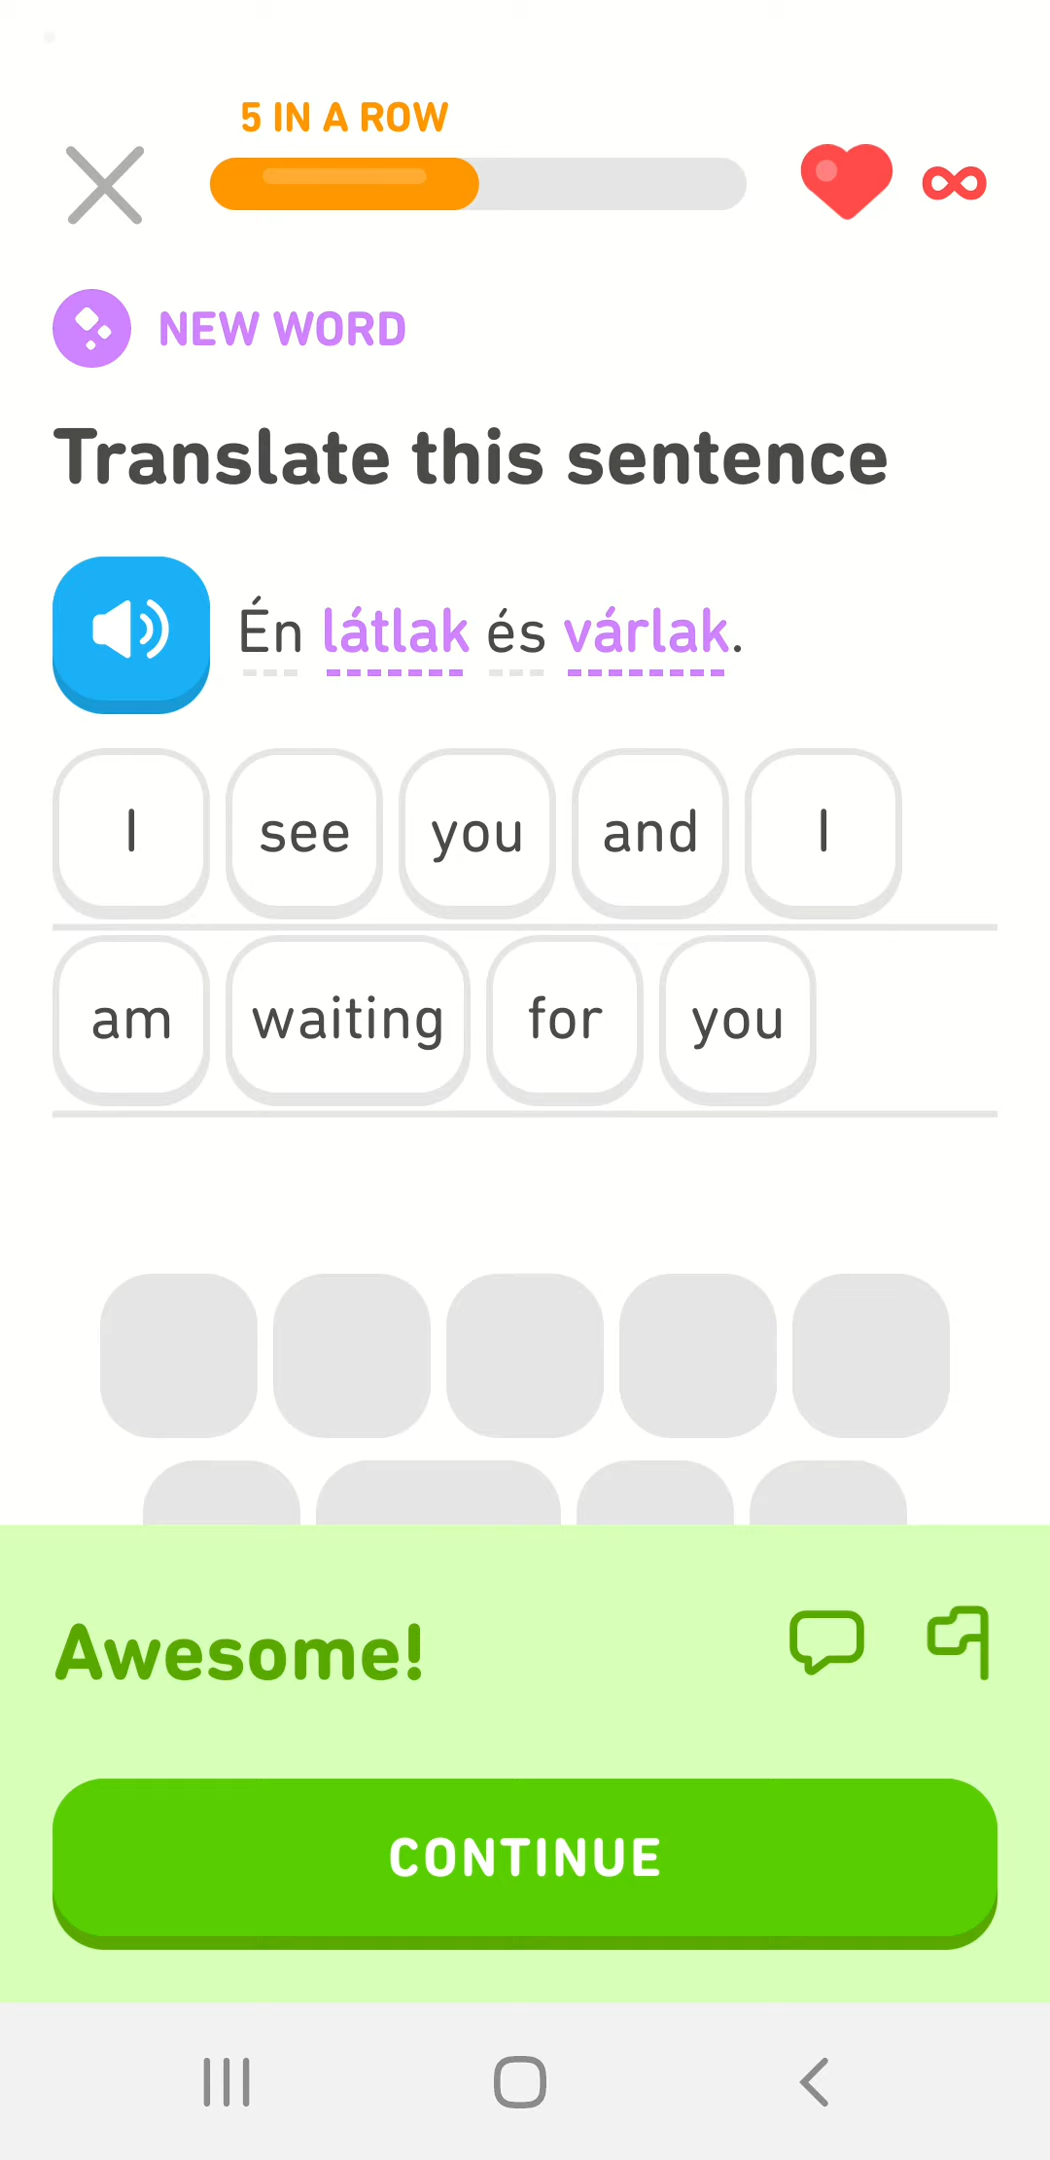 5 IN A ROW
NEW WORD
Translate this sentence
Én látlak és várlak.
I see you and I
am waiting for you
Awesome!
CONTINUE